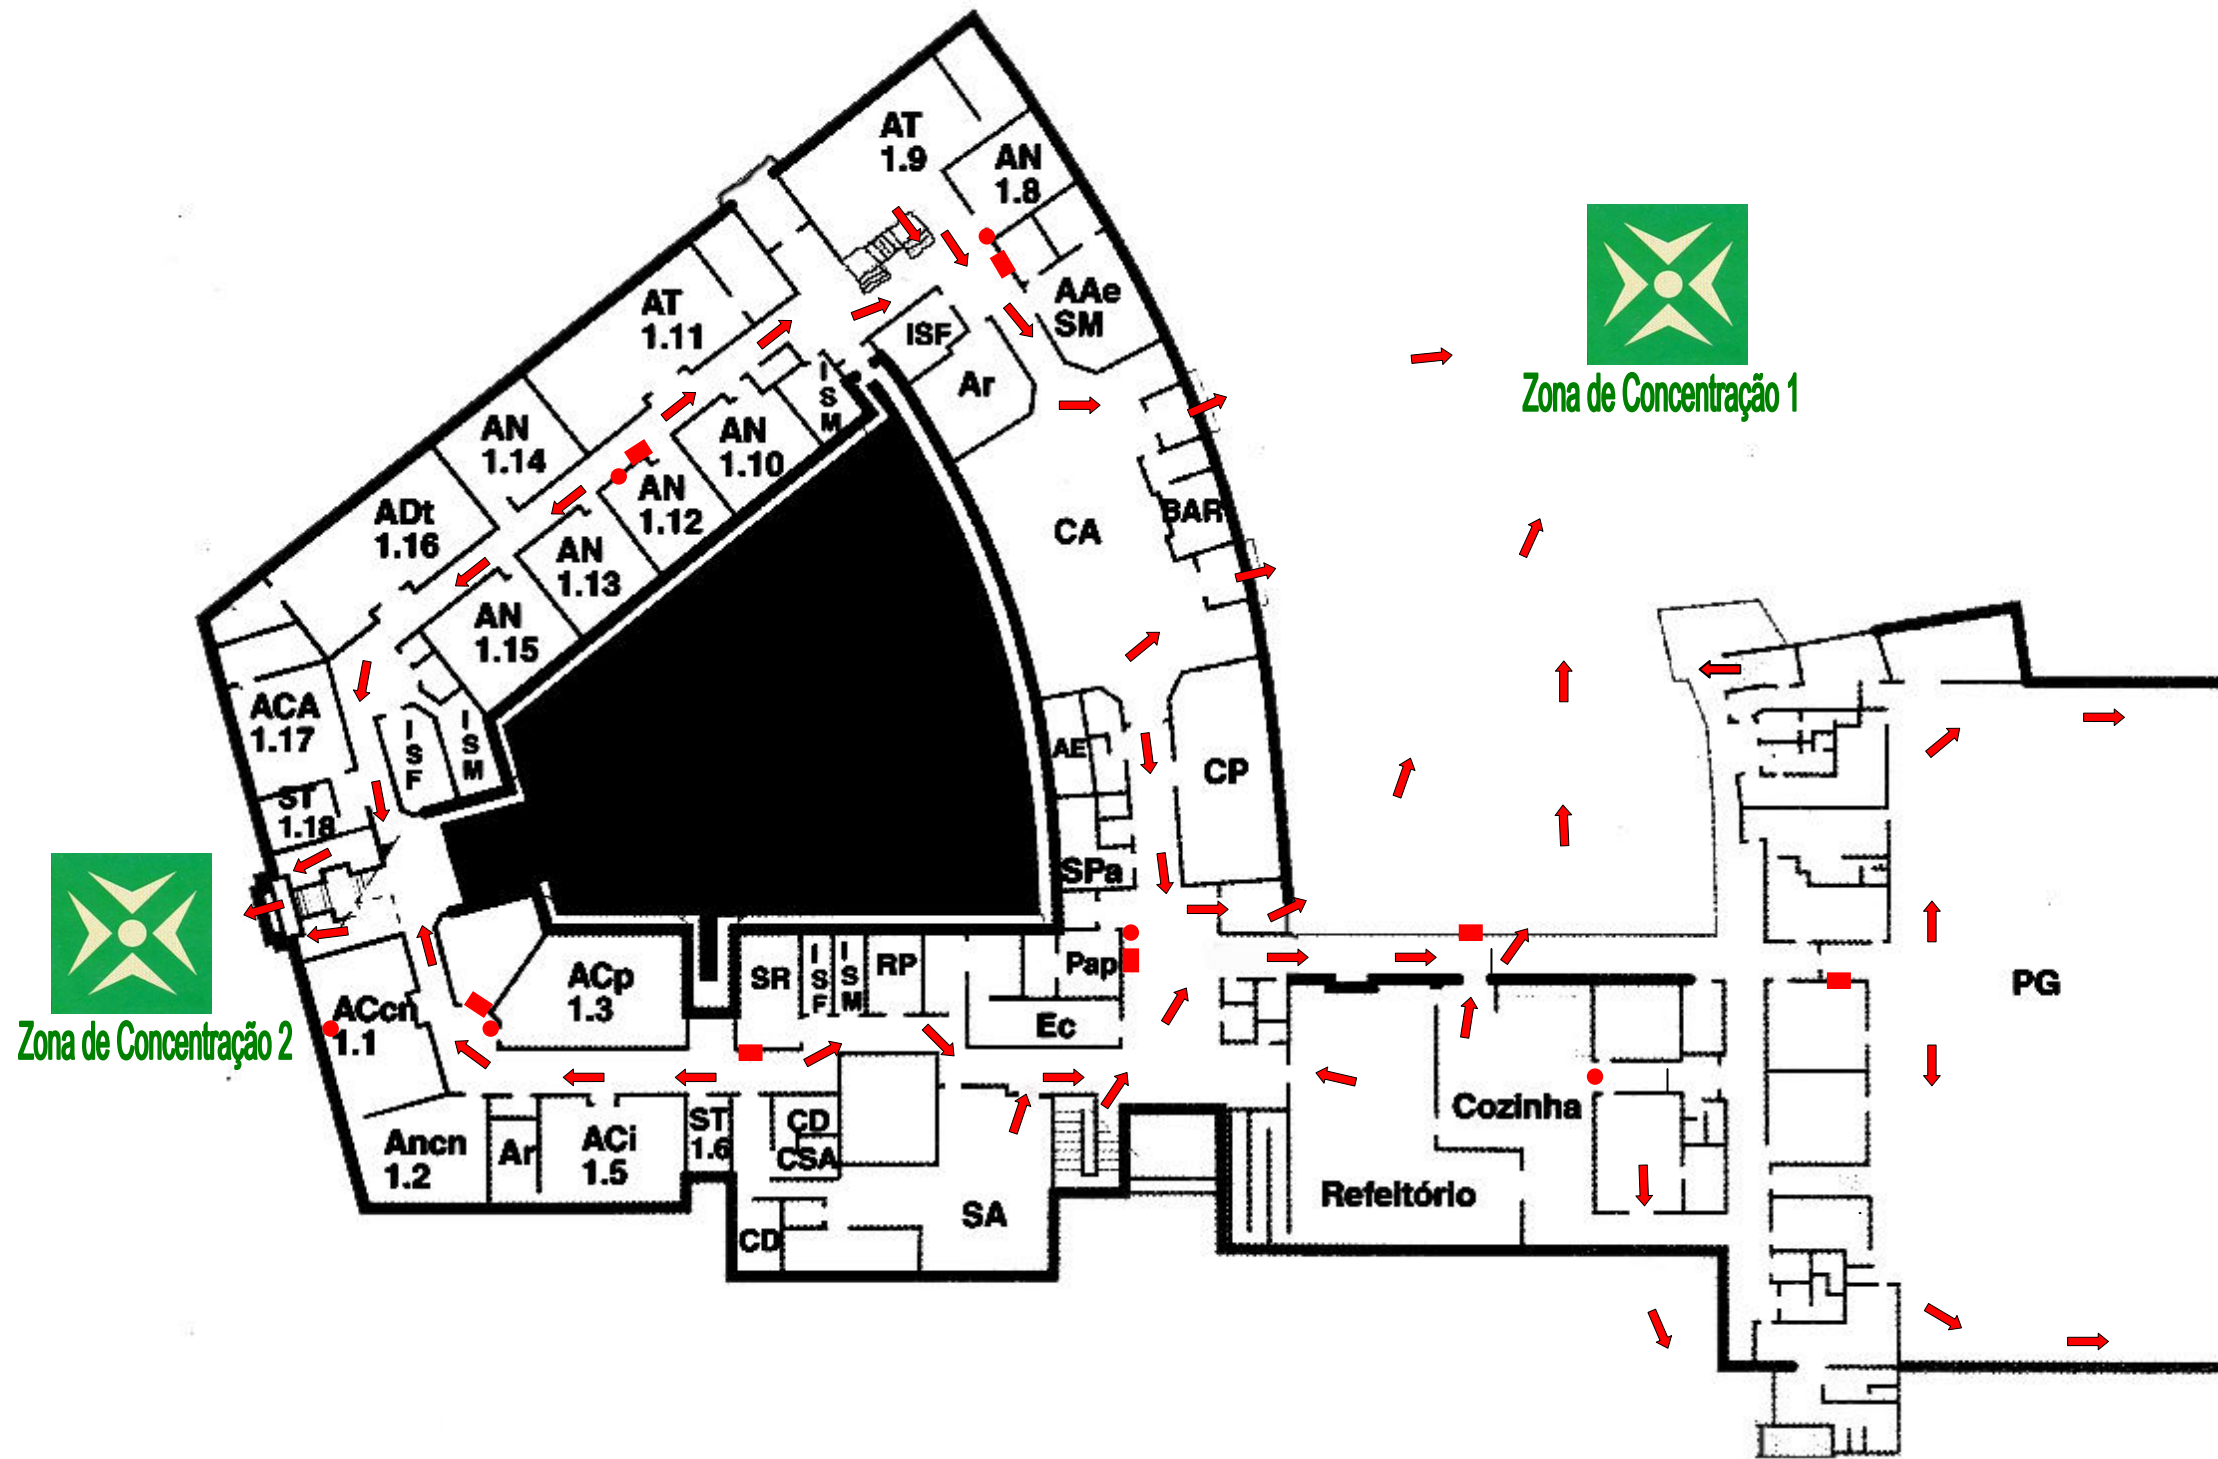 AT
1.9
AN
1.8
AT
1.11
AAe
SM
ISF
Ar
I
S
M
AN
1.14
AN
1.10
AN
1.12
ADt
1.16
AN
1.13
AN
1.15
CA
BAR
Zona de Concentração 1
ACA
1.17
I
S
F
I
S
M
ST
1.18
AE
CP
SPa
Zona de Concentração 2
ACcn
1.1
ACp
1.3
SR
I
S
F
I
S
M
RP
Pap
Ec
PG
Ancn
1.2
Ar
ACi
1.5
ST
1.6
CD
CSA
CD
SA
Refeitório
Cozinha